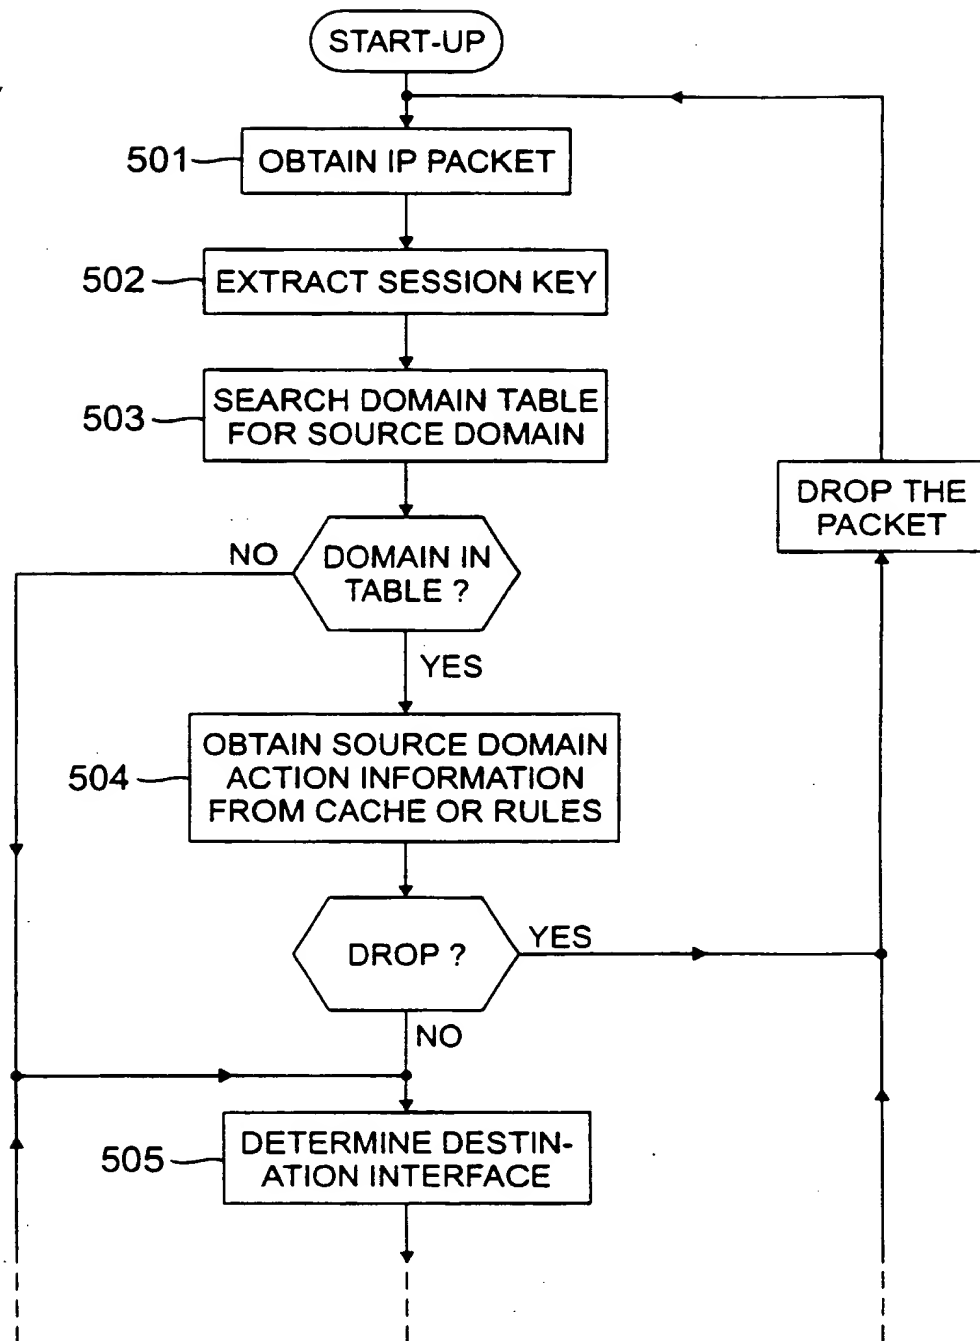 START-UP
501
OBTAIN IP PACKET
502
EXTRACT SESSION KEY
503
SEARCH DOMAIN TABLE
FOR SOURCE DOMAIN
DROP THE
PACKET
NO
DOMAIN IN
TABLE ?
YES
504
OBTAIN SOURCE DOMAIN
ACTION INFORMATION
FROM CACHE OR RULES
DROP ?
YES
NO
505
DETERMINE DESTIN-
ATION INTERFACE